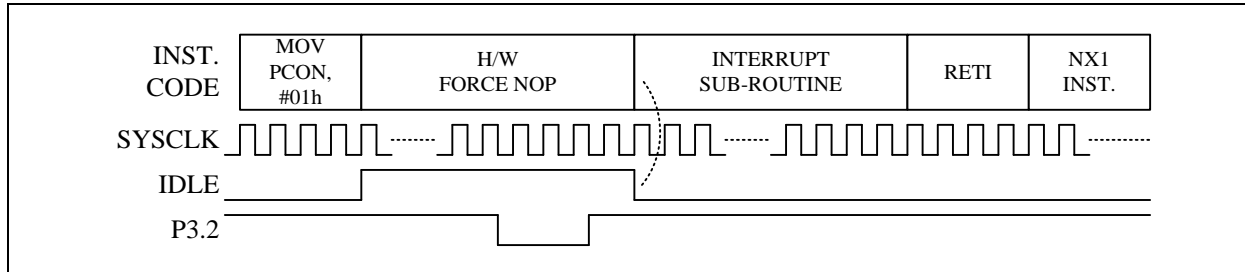 INST.
CODE
MOV
PCON,
#01h
H/W
FORCE NOP
INTERRUPT
SUB-ROUTINE
RETI
NX1
INST.
SYSCLK
IDLE
P3.2